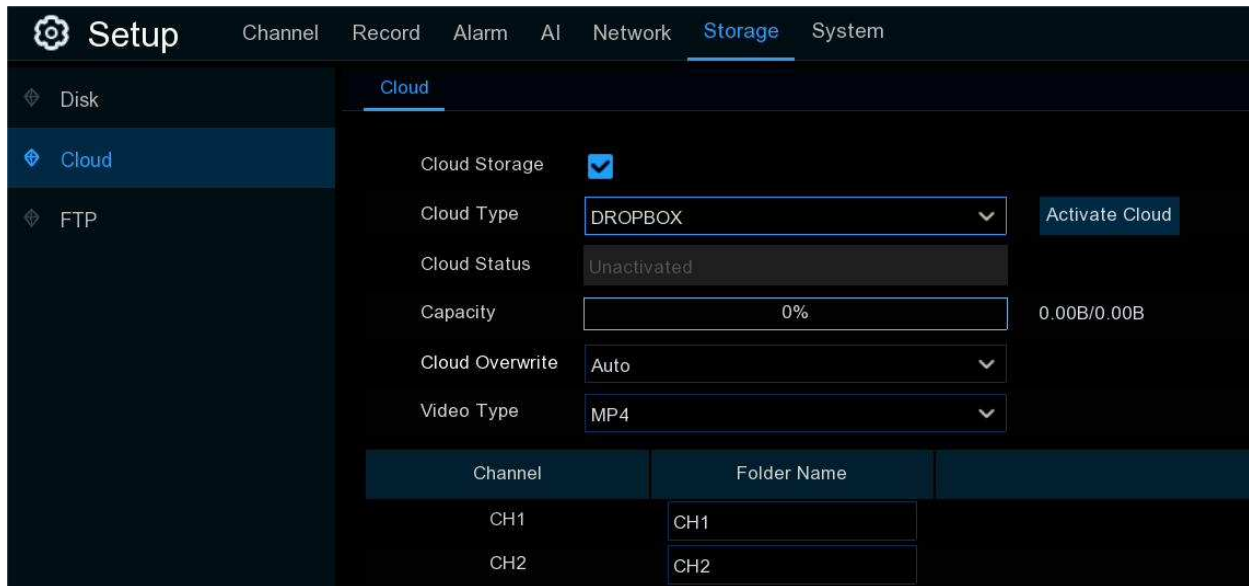 Setup Channel Record Alarm AI Network Storage System
Disk
Cloud
FTP
Cloud
Cloud Storage
Cloud Type DROPBOX Activate Cloud
Cloud Status Unactivated
Capacity 0% 0.00B/0.00B
Cloud Overwrite Auto
Video Type MP4
Channel Folder Name
CH1 CH1
CH2 CH2